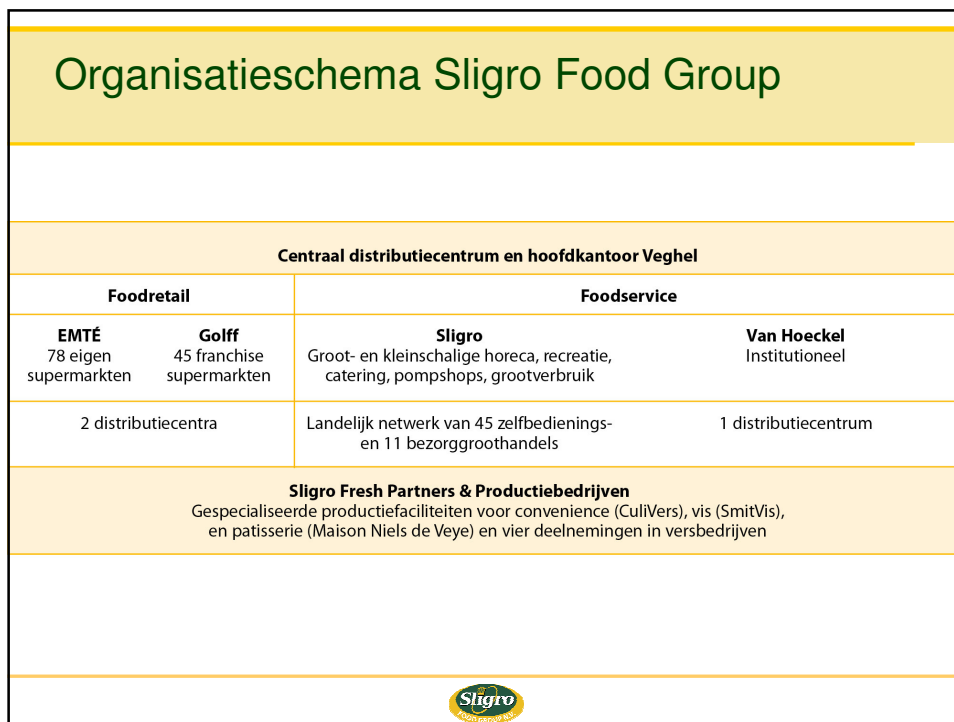 Organisatieschema Sligro Food Group
Centraal distributiecentrum en hoofdkantoor Veghel
Foodretail
Foodservice
EMTÉ
78 eigen
supermarkten
Golff
45 franchise
supermarkten
Sligro
Groot- en kleinschalige horeca, recreatie,
catering, pompshops, grootverbruik
Van Hoeckel
Institutioneel
2 distributiecentra
Landelijk netwerk van 45 zelfbedienings-
en 11 bezorggroothandels
1 distributiecentrum
Sligro Fresh Partners & Productiebedrijven
Gespecialiseerde productiefaciliteiten voor convenience (CuliVers), vis (SmitVis),
en patisserie (Maison Niels de Veye) en vier deelnemingen in versbedrijven
Sligro
FOOD GROUP N.V.